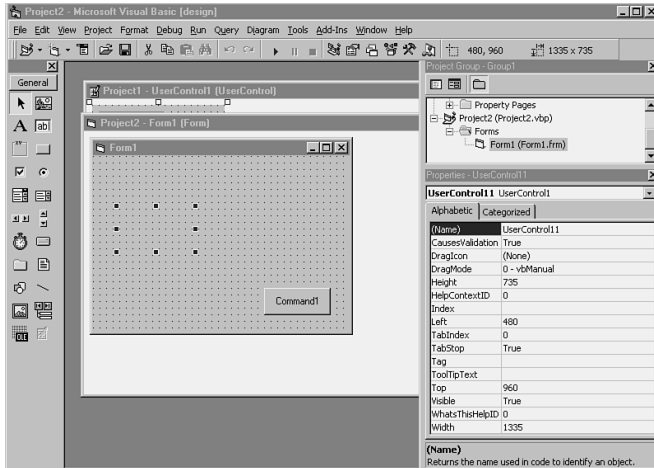 Project2 - Microsoft Visual Basic [design]
File Edit View Project Format Debug Run Query Diagram Tools Add-Ins Window Help
480, 960
1335 x 735
General
A
ab
OLE
Project1 - UserControl1 (UserControl)
Project2 - Form1 (Form)
Form1
Command1
Project Group - Group1
Property Pages
Project2 (Project2.vbp)
Forms
Form1 (Form1.frm)
Properties - UserControl11
UserControl11 UserControl1
Alphabetic Categorized
(Name) UserControl11
CausesValidation True
DragIcon (None)
DragMode 0 - vbManual
Height 735
HelpContextID 0
Index
Left 480
TabIndex 0
TabStop True
Tag
ToolTipText
Top 960
Visible True
WhatsThisHelpID 0
Width 1335
(Name)
Returns the name used in code to identify an object.